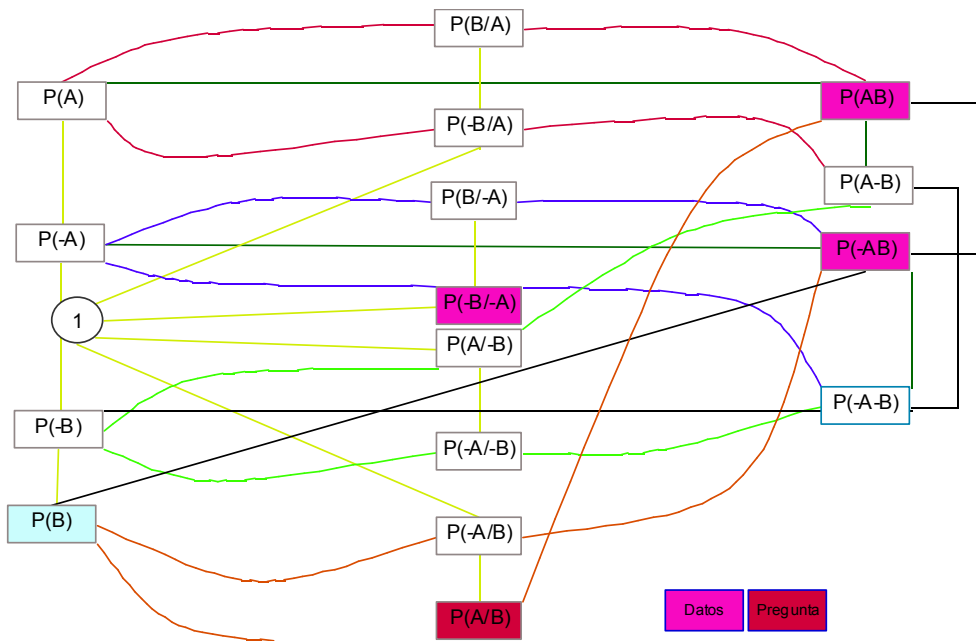 P(B/A)
P(A)
P(AB)
P(-B/A)
P(A-B)
P(B/-A)
P(-A)
P(-AB)
P(-B/-A)
1
P(A/-B)
P(-A-B)
P(-B)
P(-A/-B)
P(B)
P(-A/B)
P(A/B)
Datos
Pregunta